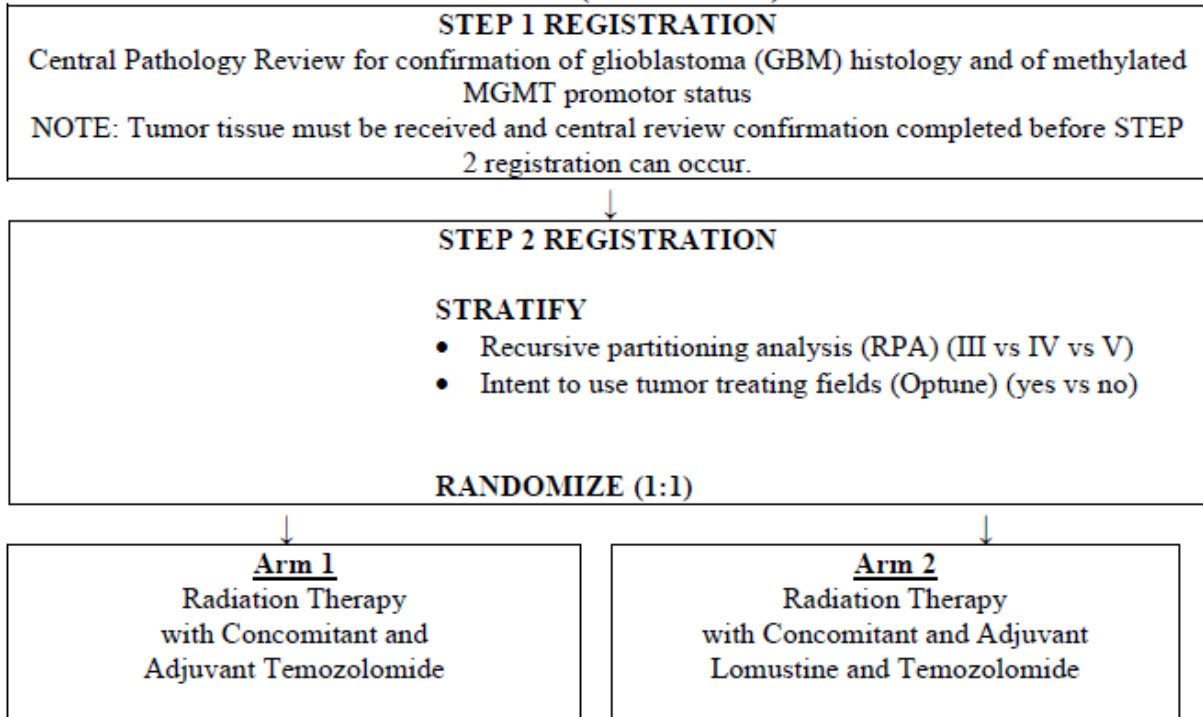 STEP 1 REGISTRATION
Central Pathology Review for confirmation of glioblastoma (GBM) histology and of methylated
MGMT promotor status
NOTE: Tumor tissue must be received and central review confirmation completed before STEP
2 registration can occur.
↓
STEP 2 REGISTRATION
STRATIFY
• Recursive partitioning analysis (RPA) (III vs IV vs V)
• Intent to use tumor treating fields (Optune) (yes vs no)
RANDOMIZE (1:1)
↓ ↓
Arm 1
Radiation Therapy
with Concomitant and
Adjuvant Temozolomide
Arm 2
Radiation Therapy
with Concomitant and Adjuvant
Lomustine and Temozolomide